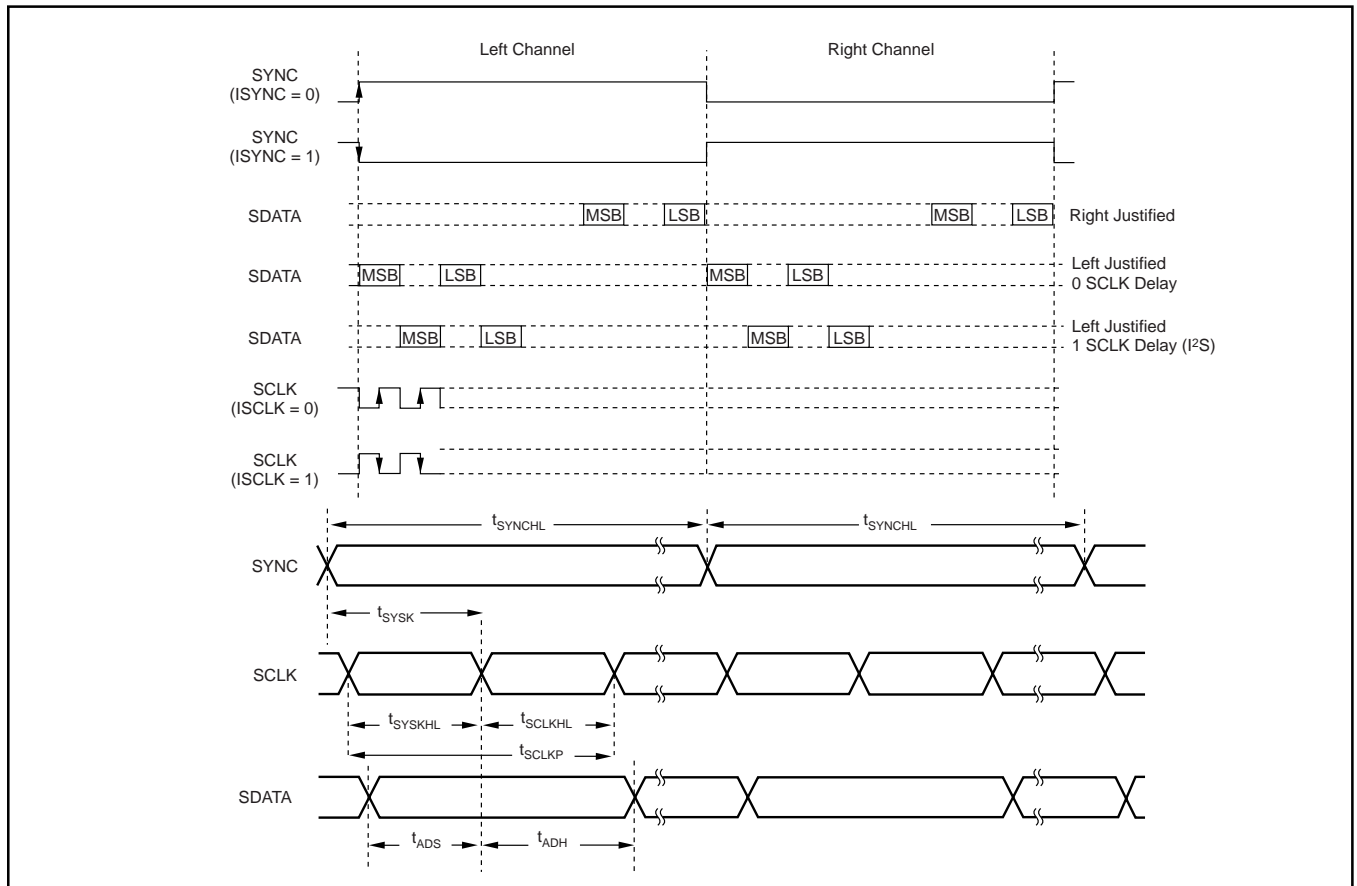 Left Channel
Right Channel
SYNC
(ISYNC = 0)
SYNC
(ISYNC = 1)
SDATA
MSB
LSB
MSB
LSB
Right Justified
SDATA
MSB
LSB
MSB
LSB
Left Justified
0 SCLK Delay
SDATA
MSB
LSB
MSB
LSB
Left Justified
1 SCLK Delay (I²S)
SCLK
(ISCLK = 0)
SCLK
(ISCLK = 1)
tSYNCHL
tSYNCHL
SYNC
tSYSK
SCLK
tSYSKHL
tSCLKHL
tSCLKP
SDATA
tADS
tADH